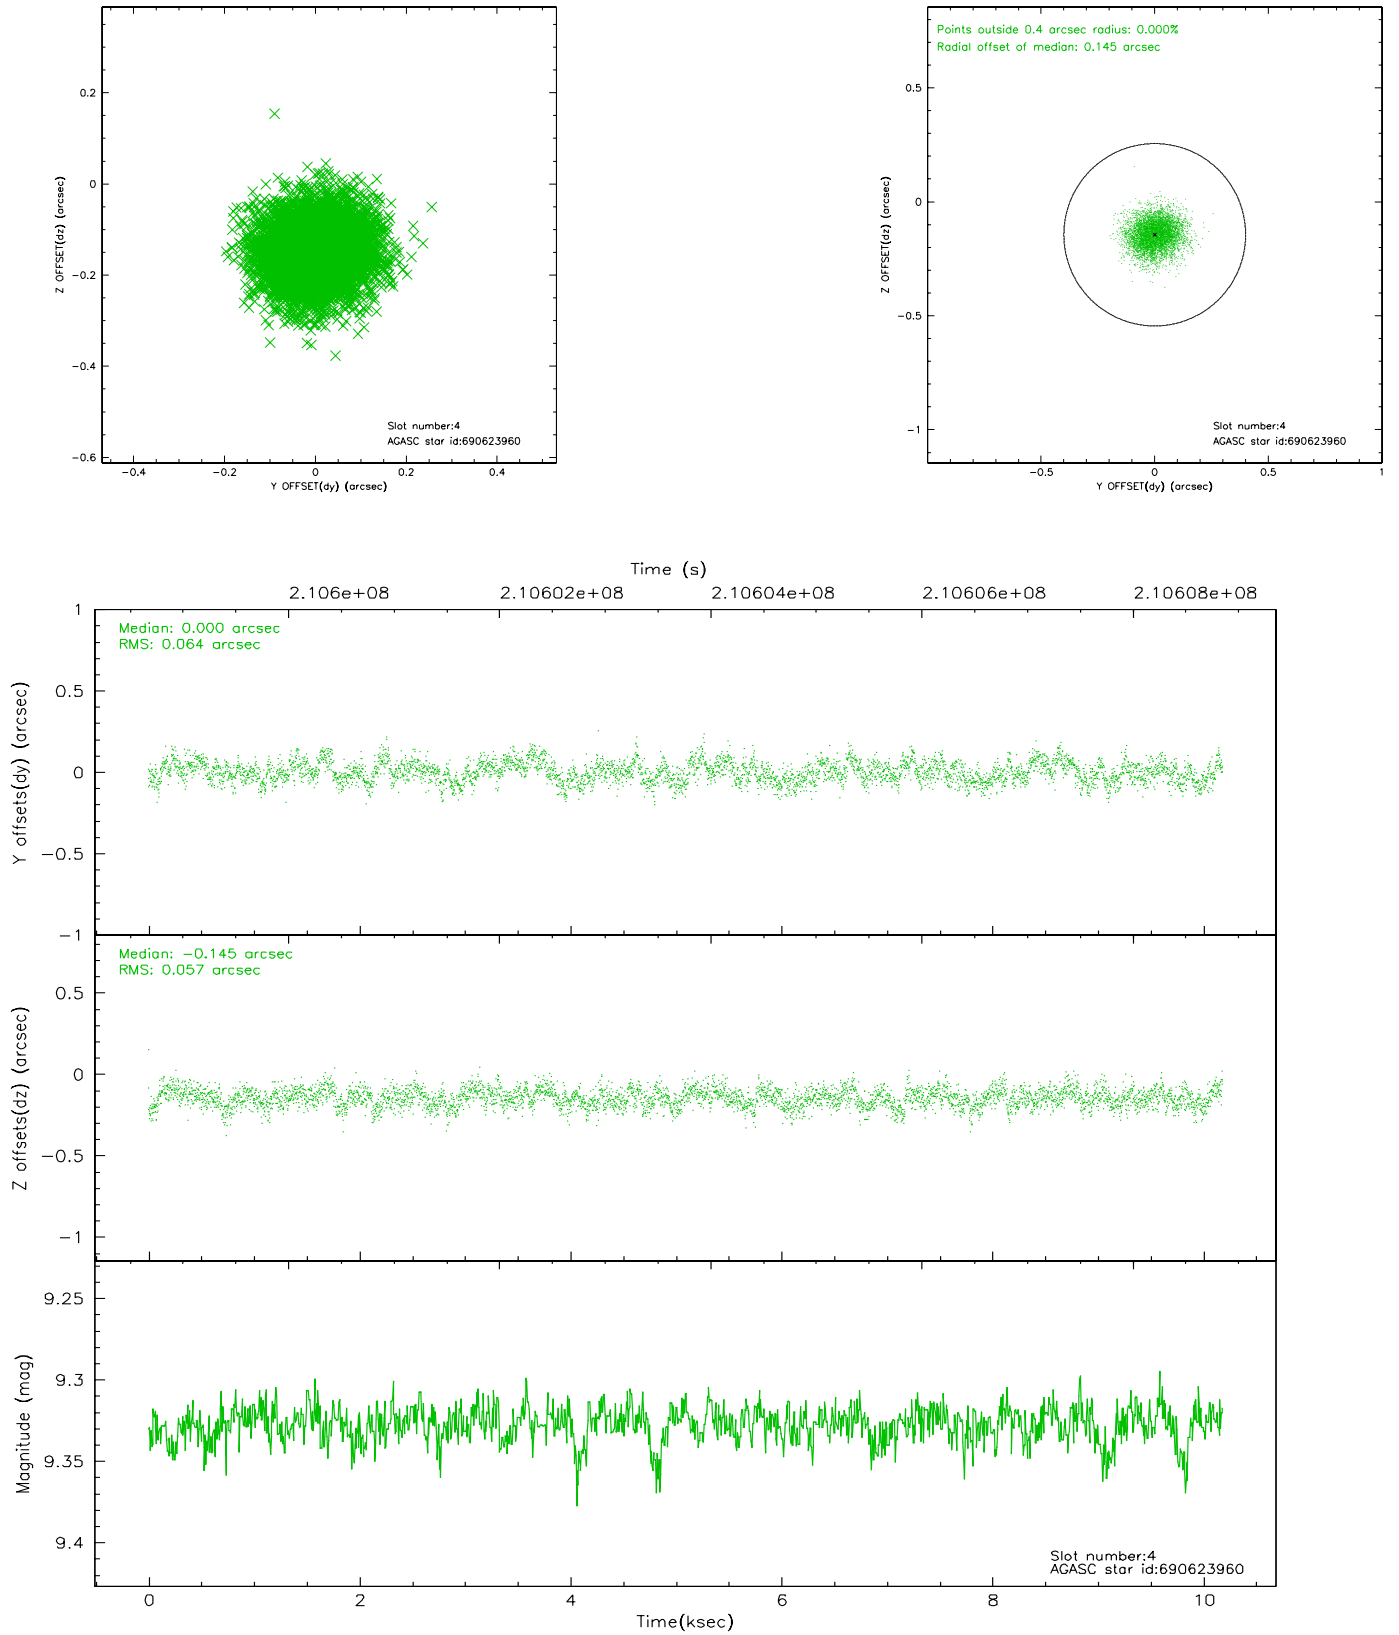 0.2
0
−0.2
−0.4
−0.6
Z OFFSET(dz) (arcsec)
Slot number:4
AGASC star id:690623960
−0.4 −0.2 0 0.2 0.4
Y OFFSET(dy) (arcsec)
Points outside 0.4 arcsec radius: 0.000%
Radial offset of median: 0.145 arcsec
0.5
0
−0.5
−1
Z OFFSET(dz) (arcsec)
Slot number:4
AGASC star id:690623960
−0.5 0 0.5 1
Y OFFSET(dy) (arcsec)
Time (s)
2.106e+08 2.10602e+08 2.10604e+08 2.10606e+08 2.10608e+08
Median: 0.000 arcsec
RMS: 0.064 arcsec
1
0.5
0
−0.5
−1
Y offsets(dy) (arcsec)
Median: −0.145 arcsec
RMS: 0.057 arcsec
0.5
0
−0.5
−1
Z offsets(dz) (arcsec)
9.25
9.3
9.35
9.4
Magnitude (mag)
Slot number:4
AGASC star id:690623960
0 2 4 6 8 10
Time(ksec)